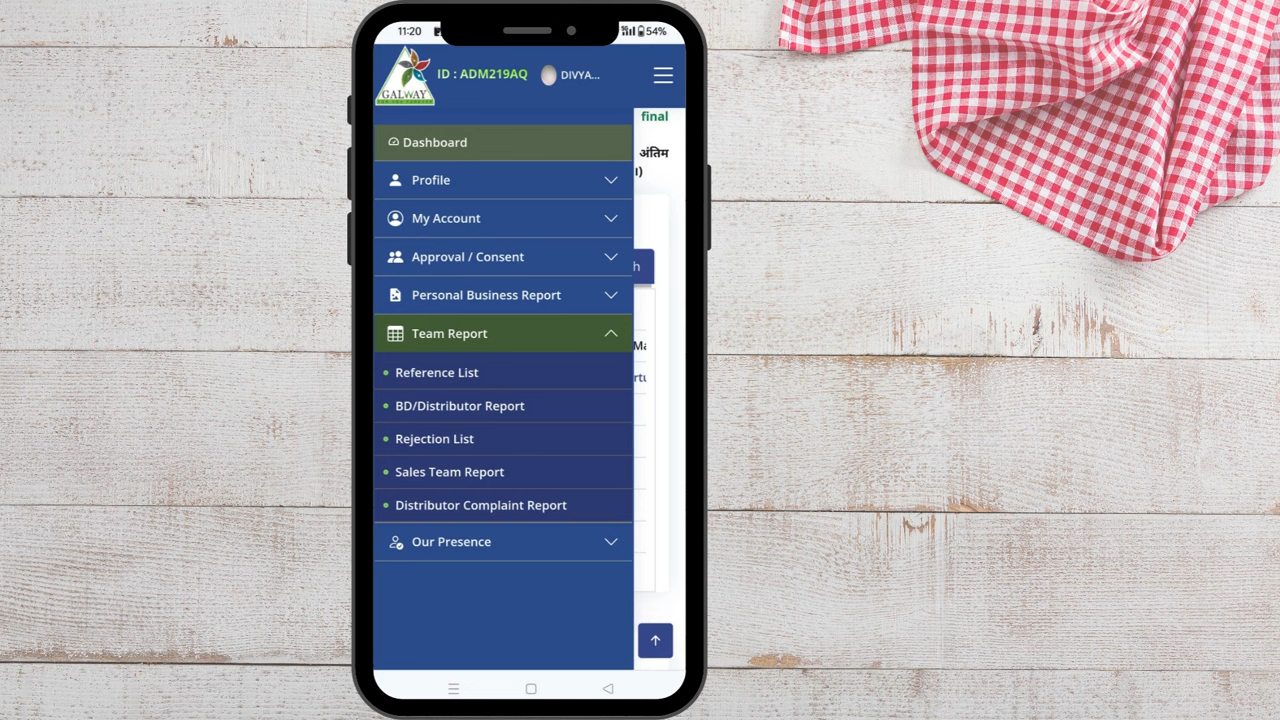 11:20
54%
GALWAY
ID : ADM219AQ
DIVYA...
final
Dashboard
अंतिम
Profile
My Account
Approval / Consent
h
Personal Business Report
Team Report
Reference List
BD/Distributor Report
Rejection List
Sales Team Report
Distributor Complaint Report
Our Presence